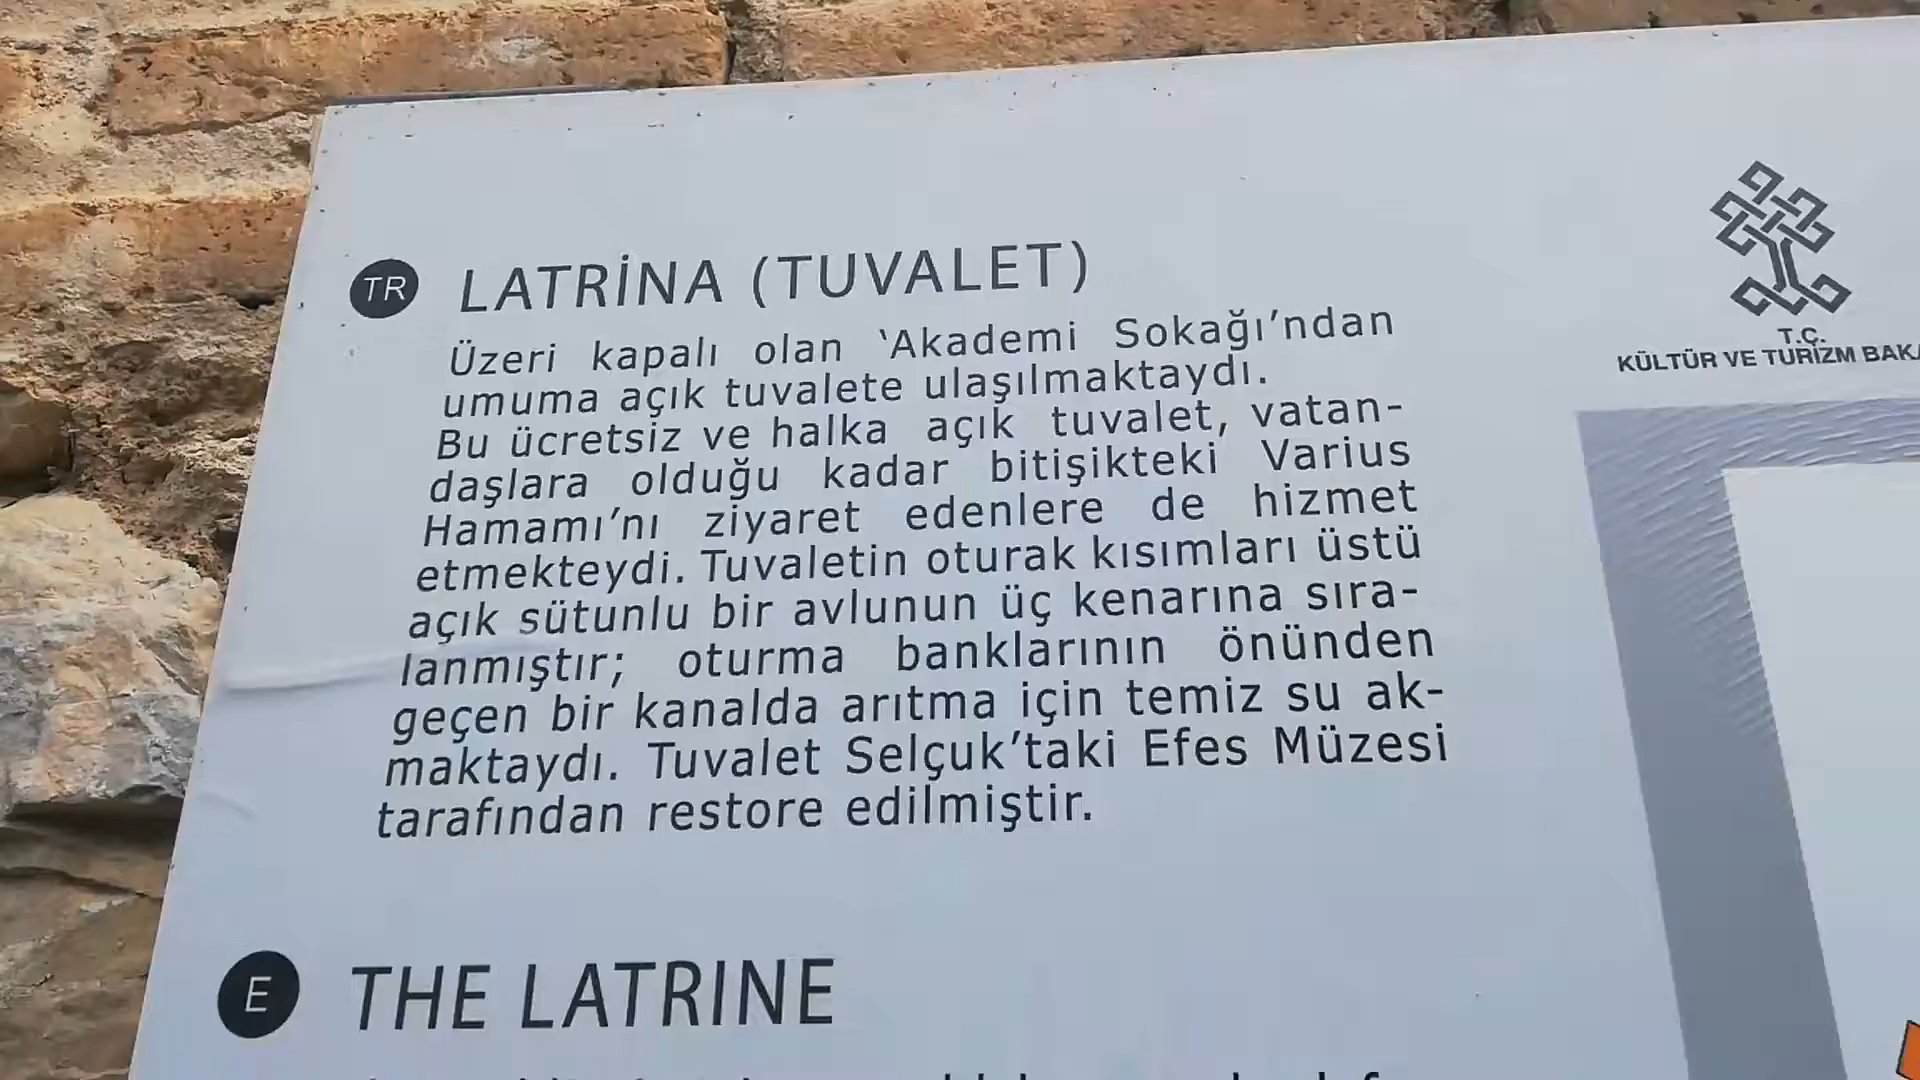 TR LATRİNA (TUVALET)
Üzeri kapalı olan 'Akademi Sokağı'ndan
umuma açık tuvalete ulaşılmaktaydı.
Bu ücretsiz ve halka açık tuvalet, vatan-
daşlara olduğu kadar bitişikteki Varius
Hamamı'nı ziyaret edenlere de hizmet
etmekteydi. Tuvaletin oturak kısımları üstü
açık sütunlu bir avlunun üç kenarına sıra-
lanmıştır; oturma banklarının önünden
geçen bir kanalda arıtma için temiz su ak-
maktaydı. Tuvalet Selçuk'taki Efes Müzesi
tarafından restore edilmiştir.
T.Ç.
KÜLTÜR VE TURİZM
E THE LATRINE